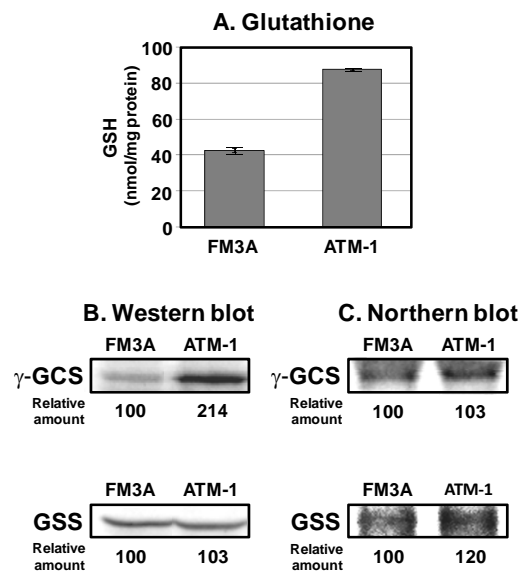 A. Glutathione
GSH
(nmol/mg protein)
100
80
60
40
20
0
FM3A ATM-1
B. Western blot
FM3A ATM-1
γ-GCS
Relative
amount
100 214
FM3A ATM-1
GSS
Relative
amount
100 103
C. Northern blot
FM3A ATM-1
γ-GCS
Relative
amount
100 103
FM3A ATM-1
GSS
Relative
amount
100 120